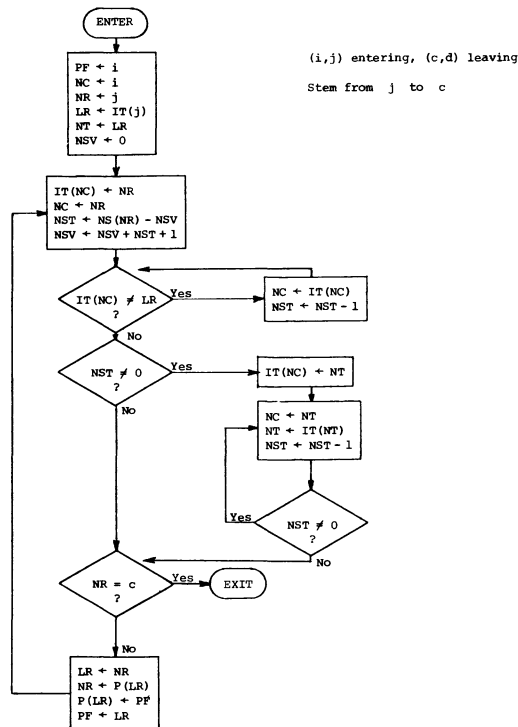 ENTER
(i,j) entering, (c,d) leaving
Stem from j to c
PF ← i
NC ← i
NR ← j
LR ← IT(j)
NT ← LR
NSV ← 0
IT(NC) ← NR
NC ← NR
NST ← NS(NR) - NSV
NSV ← NSV + NST + 1
IT(NC) ≠ LR
?
Yes
NC ← IT(NC)
NST ← NST - 1
No
NST ≠ 0
?
Yes
IT(NC) ← NT
No
NC ← NT
NT ← IT(NT)
NST ← NST - 1
NST ≠ 0
?
Yes
No
NR = c
?
Yes
EXIT
No
LR ← NR
NR ← P(LR)
P(LR) ← PF
PF ← LR